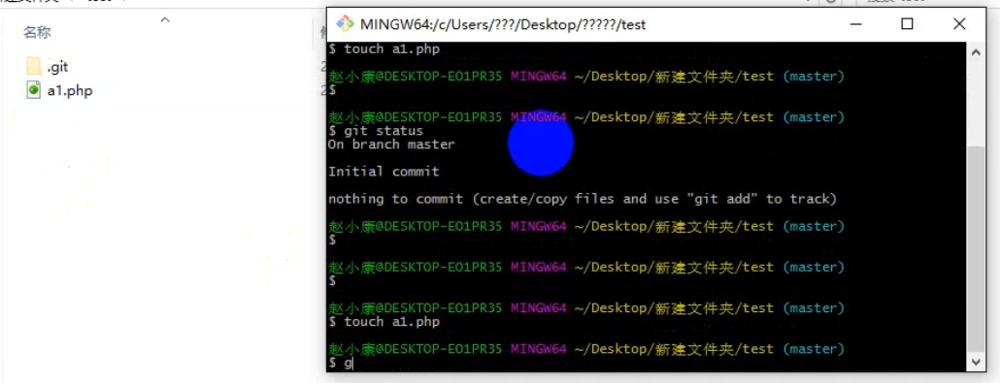 名称
.git
a1.php
MINGW64:/c/Users/???/Desktop/?????/test
$ touch a1.php
赵小康@DESKTOP-EO1PR35 MINGW64 ~/Desktop/新建文件夹/test (master)
$
赵小康@DESKTOP-EO1PR35 MINGW64 ~/Desktop/新建文件夹/test (master)
$ git status
On branch master
Initial commit
nothing to commit (create/copy files and use "git add" to track)
赵小康@DESKTOP-EO1PR35 MINGW64 ~/Desktop/新建文件夹/test (master)
$
赵小康@DESKTOP-EO1PR35 MINGW64 ~/Desktop/新建文件夹/test (master)
$
赵小康@DESKTOP-EO1PR35 MINGW64 ~/Desktop/新建文件夹/test (master)
$ touch a1.php
赵小康@DESKTOP-EO1PR35 MINGW64 ~/Desktop/新建文件夹/test (master)
$ g